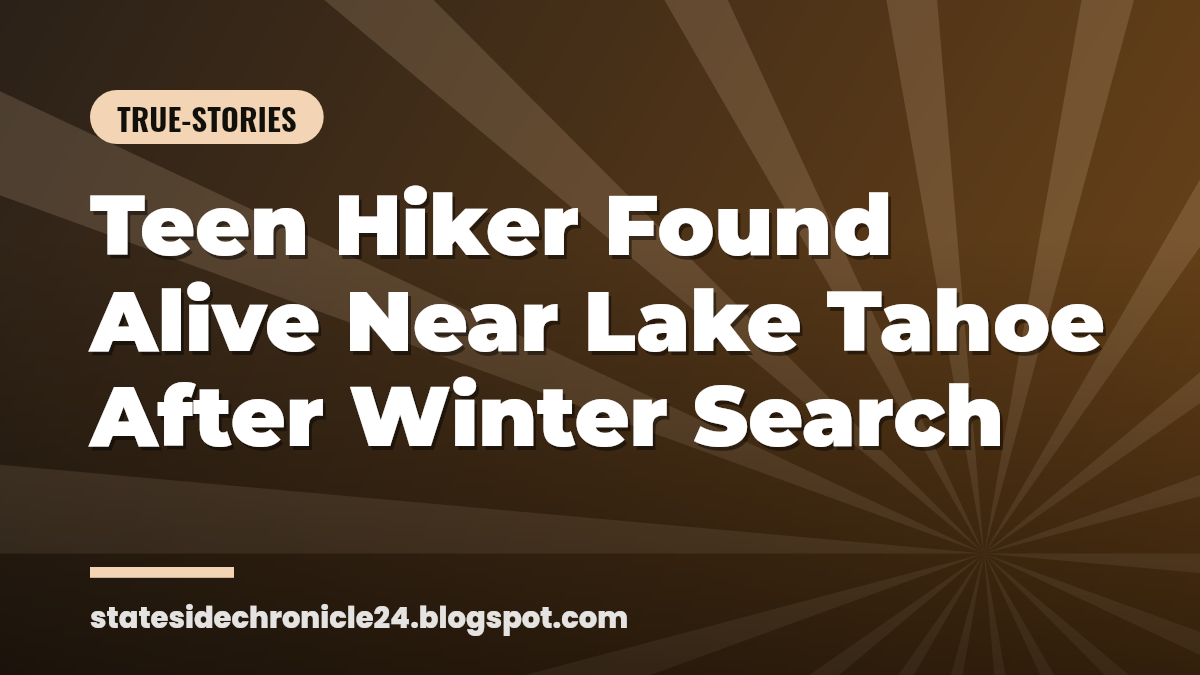 TRUE-STORIES
Teen Hiker Found
Alive Near Lake Tahoe
After Winter Search
statesidechronicle24.blogspot.com